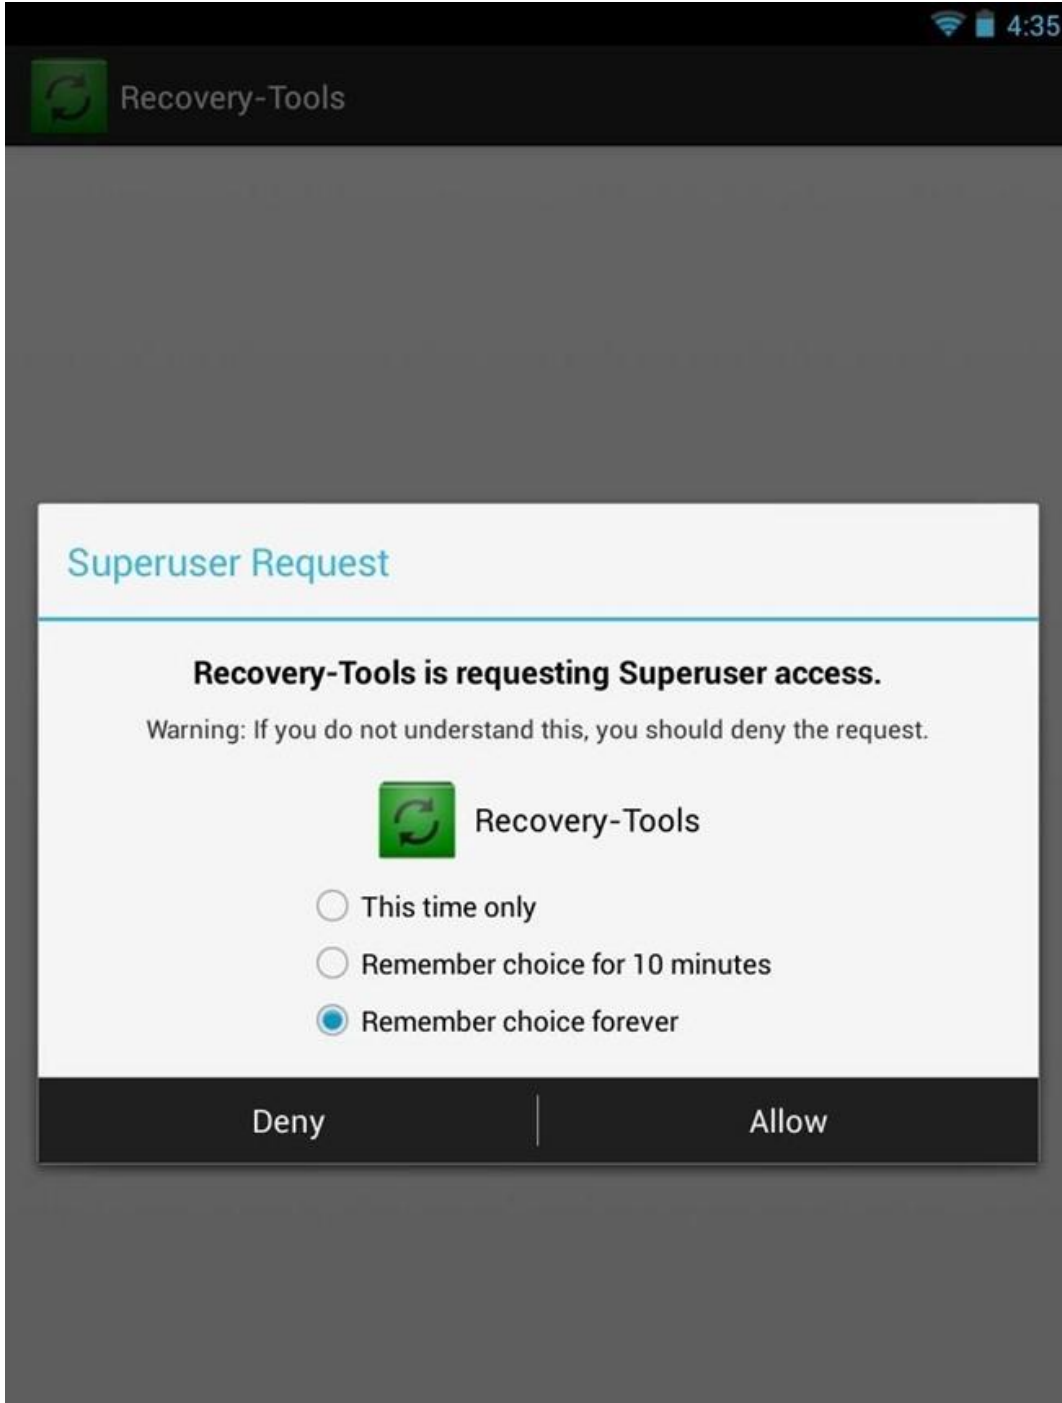 4:35
Recovery-Tools
Superuser Request
Recovery-Tools is requesting Superuser access.
Warning: If you do not understand this, you should deny the request.
Recovery-Tools
This time only
Remember choice for 10 minutes
Remember choice forever
Deny
Allow